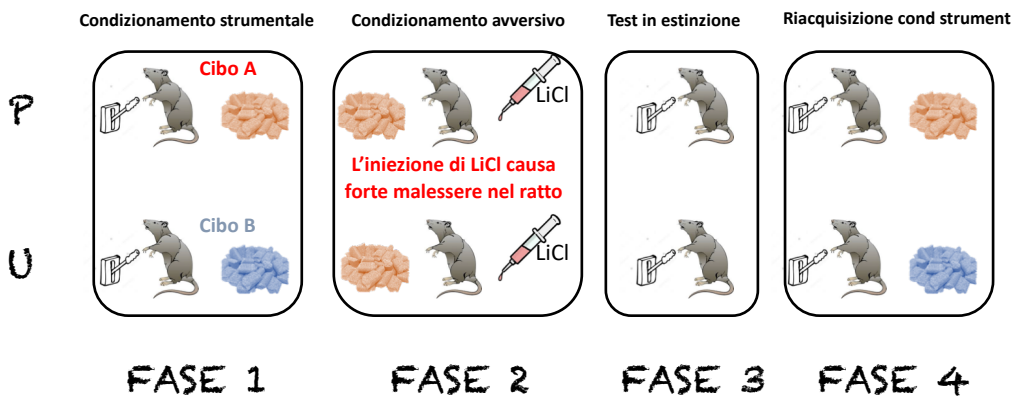 Condizionamento strumentale
Condizionamento avversivo
Test in estinzione
Riacquisizione cond strument
P
Cibo A
LiCl
L'iniezione di LiCl causa
forte malessere nel ratto
U
Cibo B
LiCl
FASE 1
FASE 2
FASE 3
FASE 4